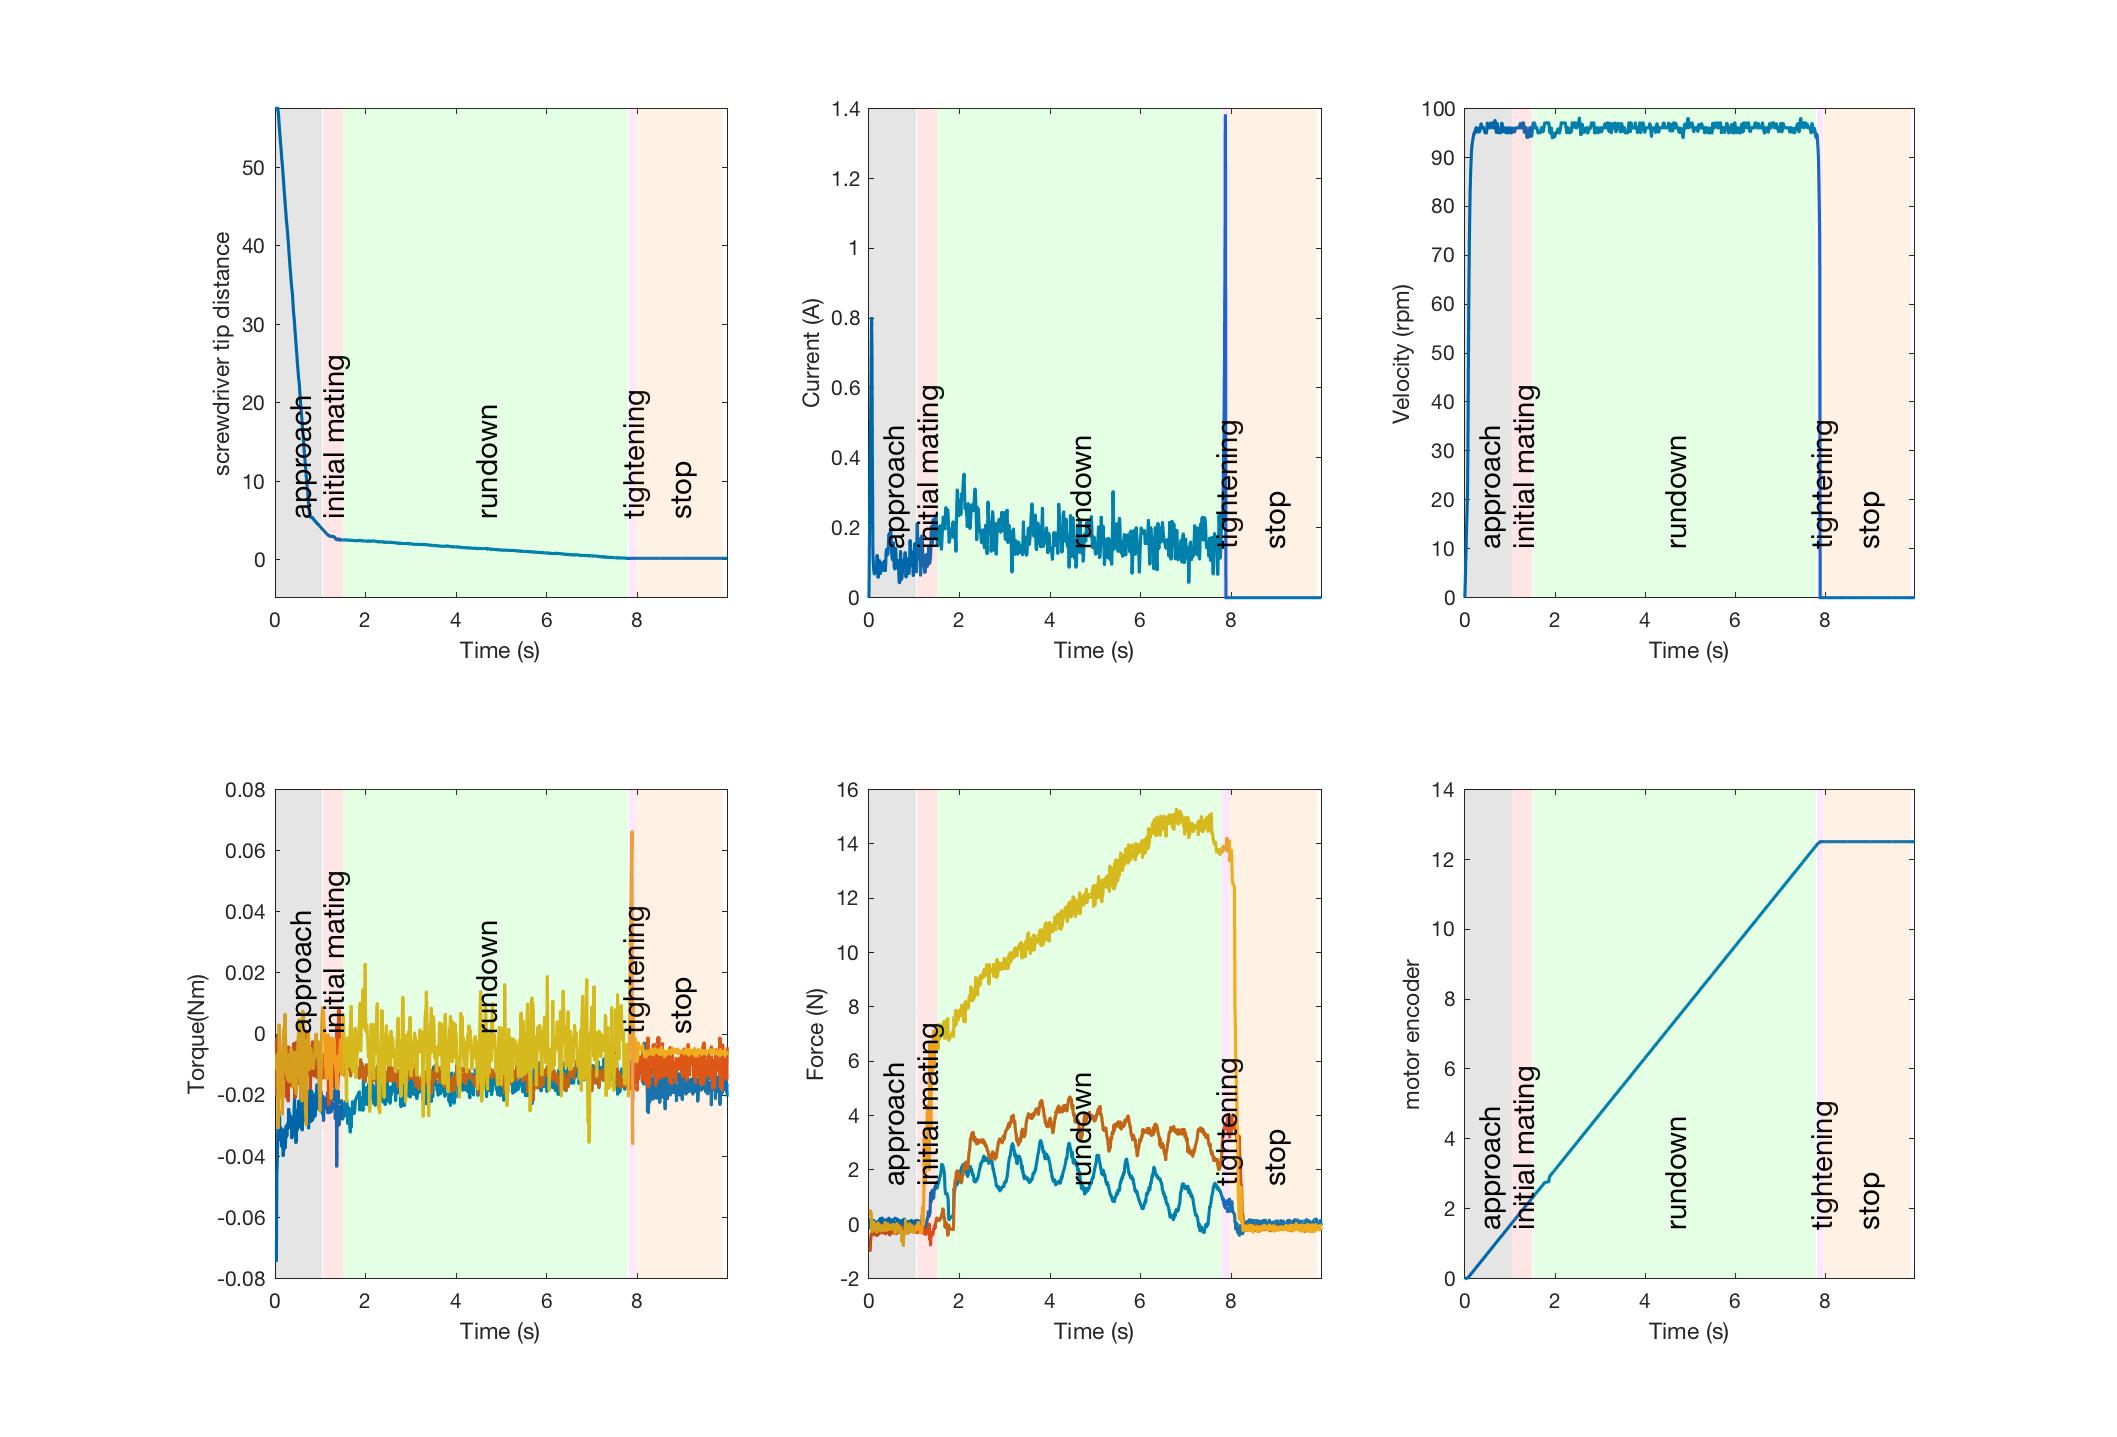 screwdriver tip distance
50
40
30
20
10
0
approach
initial mating
rundown
tightening
stop
0 2 4 6 8
Time (s)
Current (A)
1.4
1.2
1
0.8
0.6
0.4
0.2
0
approach
initial mating
rundown
tightening
stop
0 2 4 6 8
Time (s)
Velocity (rpm)
100
90
80
70
60
50
40
30
20
10
0
approach
initial mating
rundown
tightening
stop
0 2 4 6 8
Time (s)
Torque(Nm)
0.08
0.06
0.04
0.02
0
-0.02
-0.04
-0.06
-0.08
approach
initial mating
rundown
tightening
stop
0 2 4 6 8
Time (s)
Force (N)
16
14
12
10
8
6
4
2
0
-2
approach
initial mating
rundown
tightening
stop
0 2 4 6 8
Time (s)
motor encoder
14
12
10
8
6
4
2
0
approach
initial mating
rundown
tightening
stop
0 2 4 6 8
Time (s)